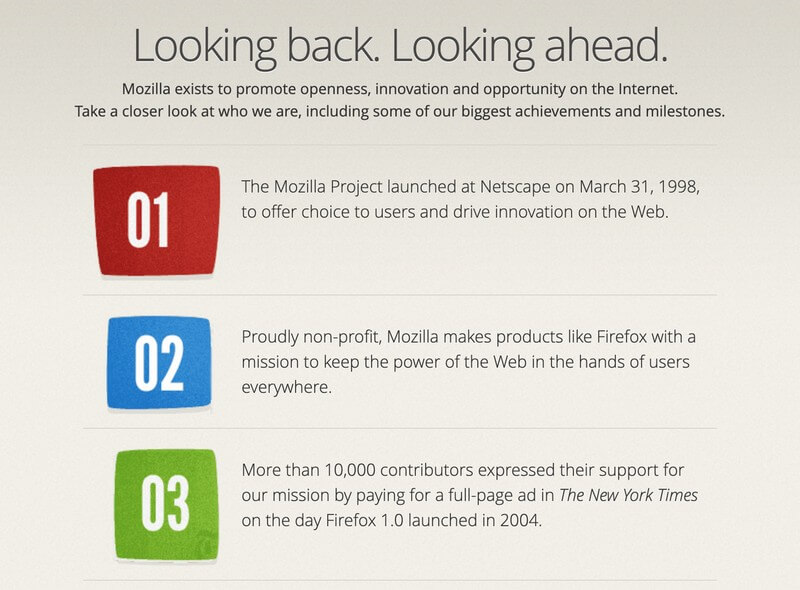 Looking back. Looking ahead.
Mozilla exists to promote openness, innovation and opportunity on the Internet.
Take a closer look at who we are, including some of our biggest achievements and milestones.
01
The Mozilla Project launched at Netscape on March 31, 1998,
to offer choice to users and drive innovation on the Web.
02
Proudly non-profit, Mozilla makes products like Firefox with a
mission to keep the power of the Web in the hands of users
everywhere.
03
More than 10,000 contributors expressed their support for
our mission by paying for a full-page ad in The New York Times
on the day Firefox 1.0 launched in 2004.